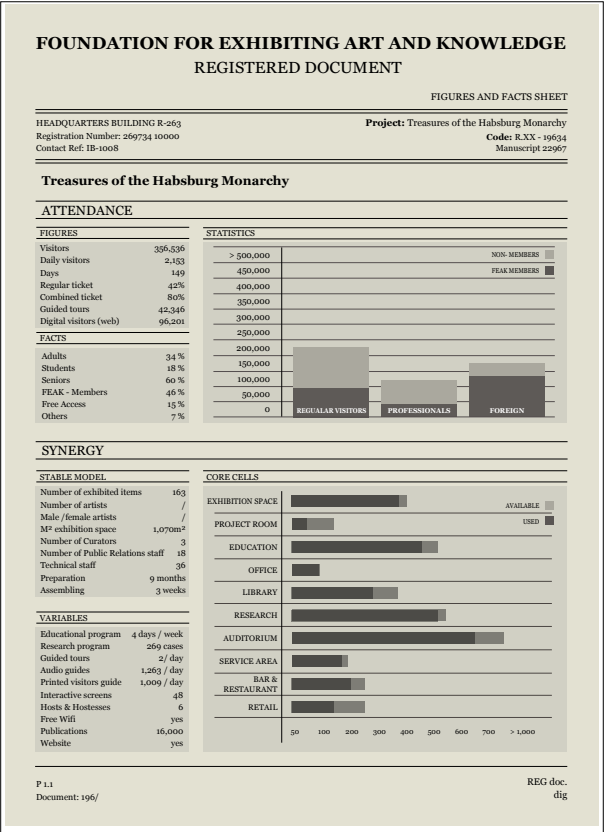 FOUNDATION FOR EXHIBITING ART AND KNOWLEDGE
REGISTERED DOCUMENT
FIGURES AND FACTS SHEET
HEADQUARTERS BUILDING R-263
Registration Number: 269734 10000
Contact Ref: IB-1008
Project: Treasures of the Habsburg Monarchy
Code: R.XX - 19634
Manuscript 22967
Treasures of the Habsburg Monarchy
ATTENDANCE
FIGURES
Visitors 356,536
Daily visitors 2,153
Days 149
Regular ticket 42%
Combined ticket 80%
Guided tours 42,346
Digital visitors (web) 96,201
FACTS
Adults 34 %
Students 18 %
Seniors 60 %
FEAK - Members 46 %
Free Access 15 %
Others 7 %
STATISTICS
> 500,000
450,000
400,000
350,000
300,000
250,000
200,000
150,000
100,000
50,000
0
NON- MEMBERS
FEAK MEMBERS
REGUALAR VISITORS PROFESSIONALS FOREIGN
SYNERGY
STABLE MODEL
Number of exhibited items 163
Number of artists /
Male /female artists /
M² exhibition space 1,070m²
Number of Curators 3
Number of Public Relations staff 18
Technical staff 36
Preparation 9 months
Assembling 3 weeks
VARIABLES
Educational program 4 days / week
Research program 269 cases
Guided tours 2/ day
Audio guides 1,263 / day
Printed visitors guide 1,009 / day
Interactive screens 48
Hosts & Hostesses 6
Free Wifi yes
Publications 16,000
Website yes
CORE CELLS
EXHIBITION SPACE
PROJECT ROOM
EDUCATION
OFFICE
LIBRARY
RESEARCH
AUDITORIUM
SERVICE AREA
BAR &
RESTAURANT
RETAIL
AVAILABLE
USED
50 100 200 300 400 500 600 700 > 1,000
P 1.1
Document: 196/
REG doc.
dig